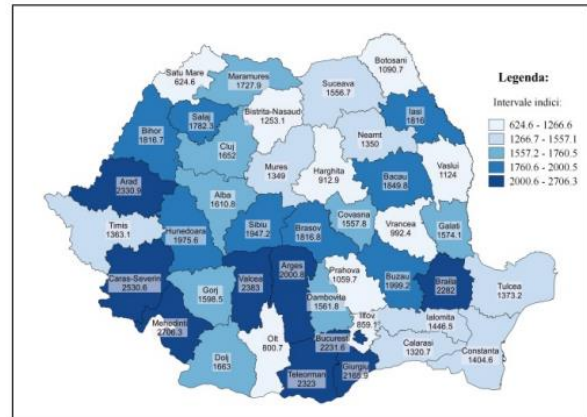 Botosani
1090.7
Satu Mare
624.6
Maramures
1727.9
Suceava
1556.7
Legenda:
Intervale indici:
624.6 - 1266.6
1266.7 - 1557.1
1557.2 - 1760.5
1760.6 - 2000.5
2000.6 - 2706.3
Salaj
1782.3
Bistrita-Nasaud
1253.1
Iasi
1816
Bihor
1816.7
Cluj
1652
Neamt
1350
Mures
1349
Harghita
912.9
Bacau
1849.8
Vaslui
1124
Arad
2330.9
Alba
1610.8
Timis
1363.1
Hunedoara
1975.6
Sibiu
1947.2
Brasov
1816.8
Covasna
1557.8
Vrancea
992.4
Galati
1574.1
Caras-Severin
2530.6
Gorj
1598.5
Valcea
2383
Arges
2000.8
Prahova
1059.7
Dambovita
1561.8
Buzau
1999.2
Braila
2282
Tulcea
1373.2
Mehedinti
2706.3
Olt
800.7
Ilfov
859.1
Ialomita
1446.5
Bucuresti
2231.6
Calarasi
1320.7
Constanta
1404.6
Dolj
1663
Teleorman
2323
Giurgiu